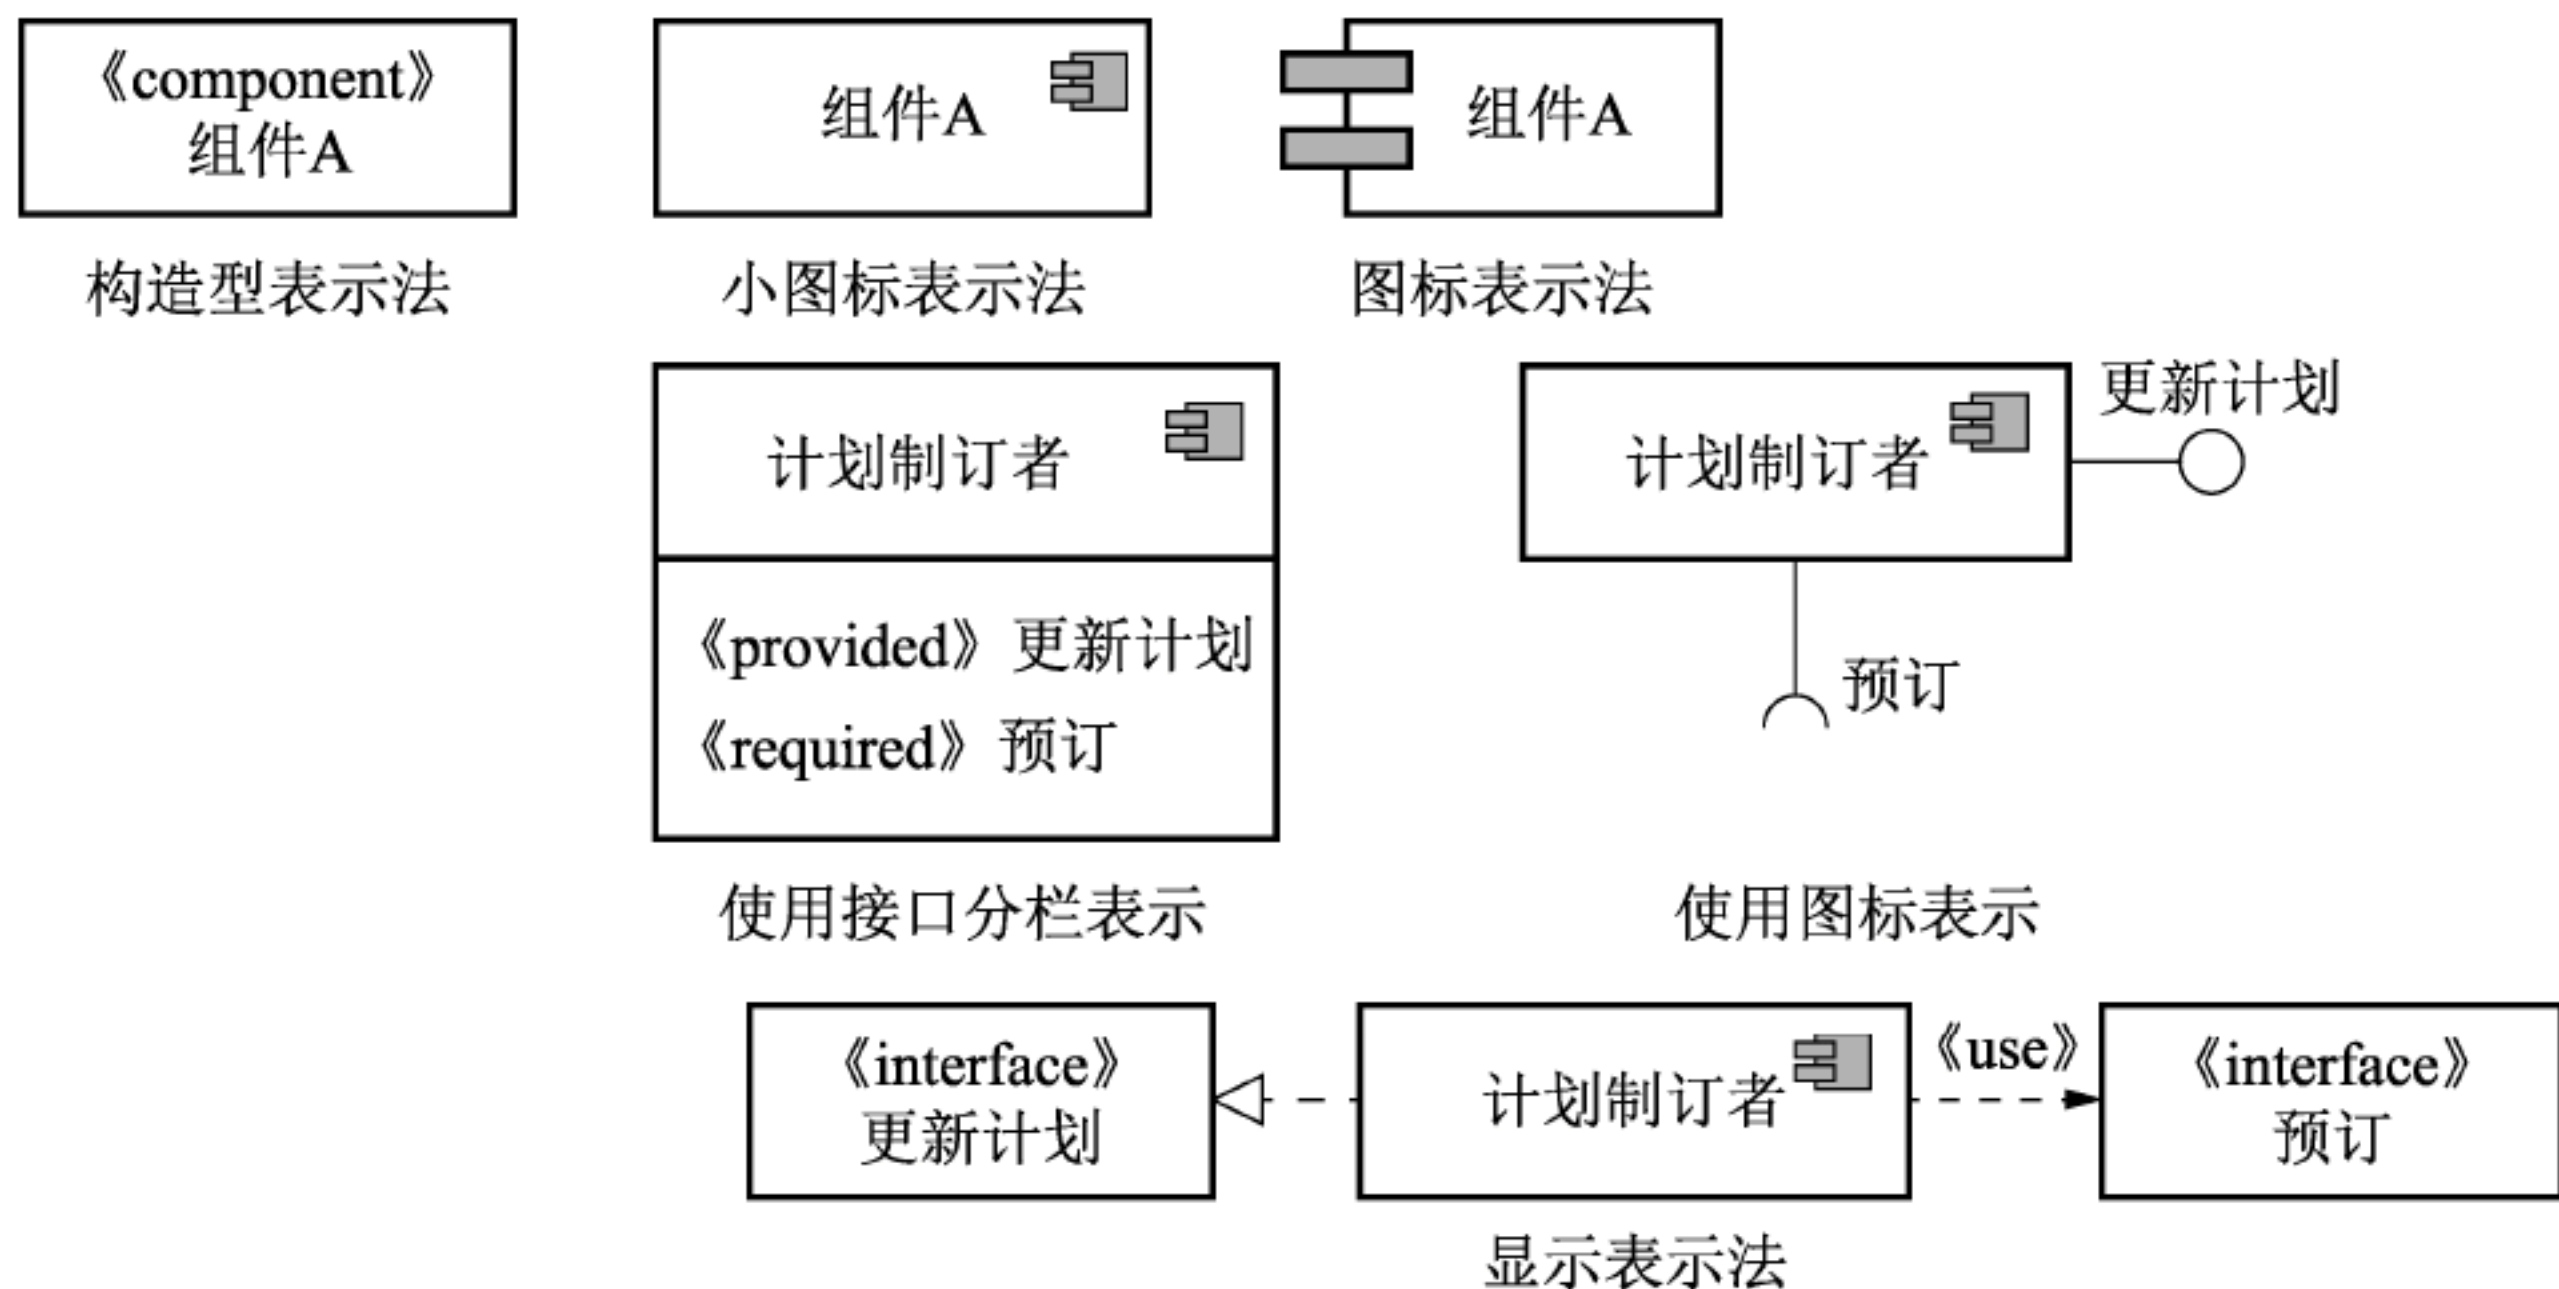 《component》
组件A
组件A
组件A
构造型表示法
小图标表示法
图标表示法
计划制订者
《provided》更新计划
《required》预订
计划制订者
更新计划
预订
使用接口分栏表示
使用图标表示
《interface》
更新计划
计划制订者
《use》
《interface》
预订
显示表示法